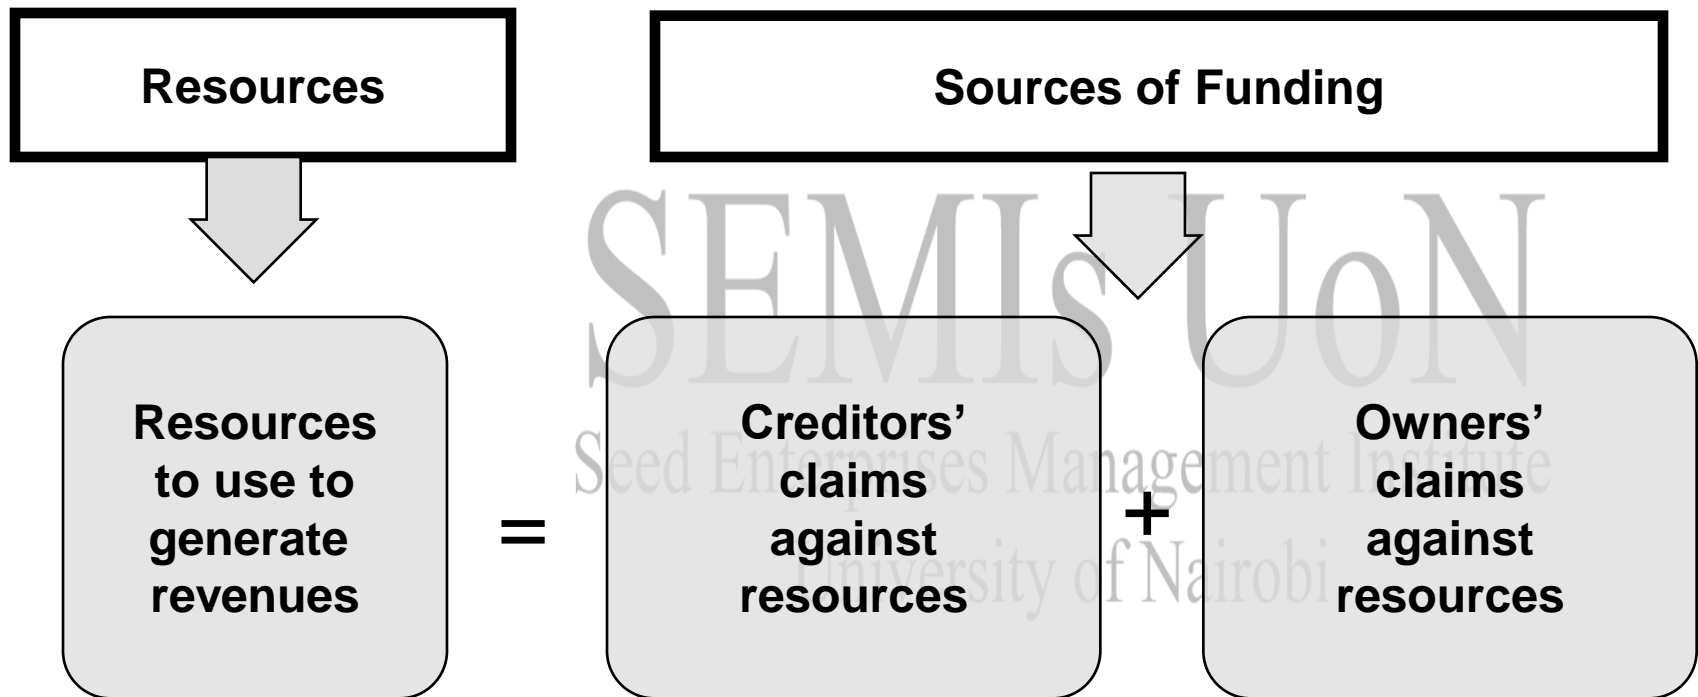 Resources
Sources of Funding
SEMIs UoN
Seed Enterprises Management Institute
University of Nairobi
Resources
to use to
generate
revenues
=
Creditors’
claims
against
resources
+
Owners’
claims
against
resources